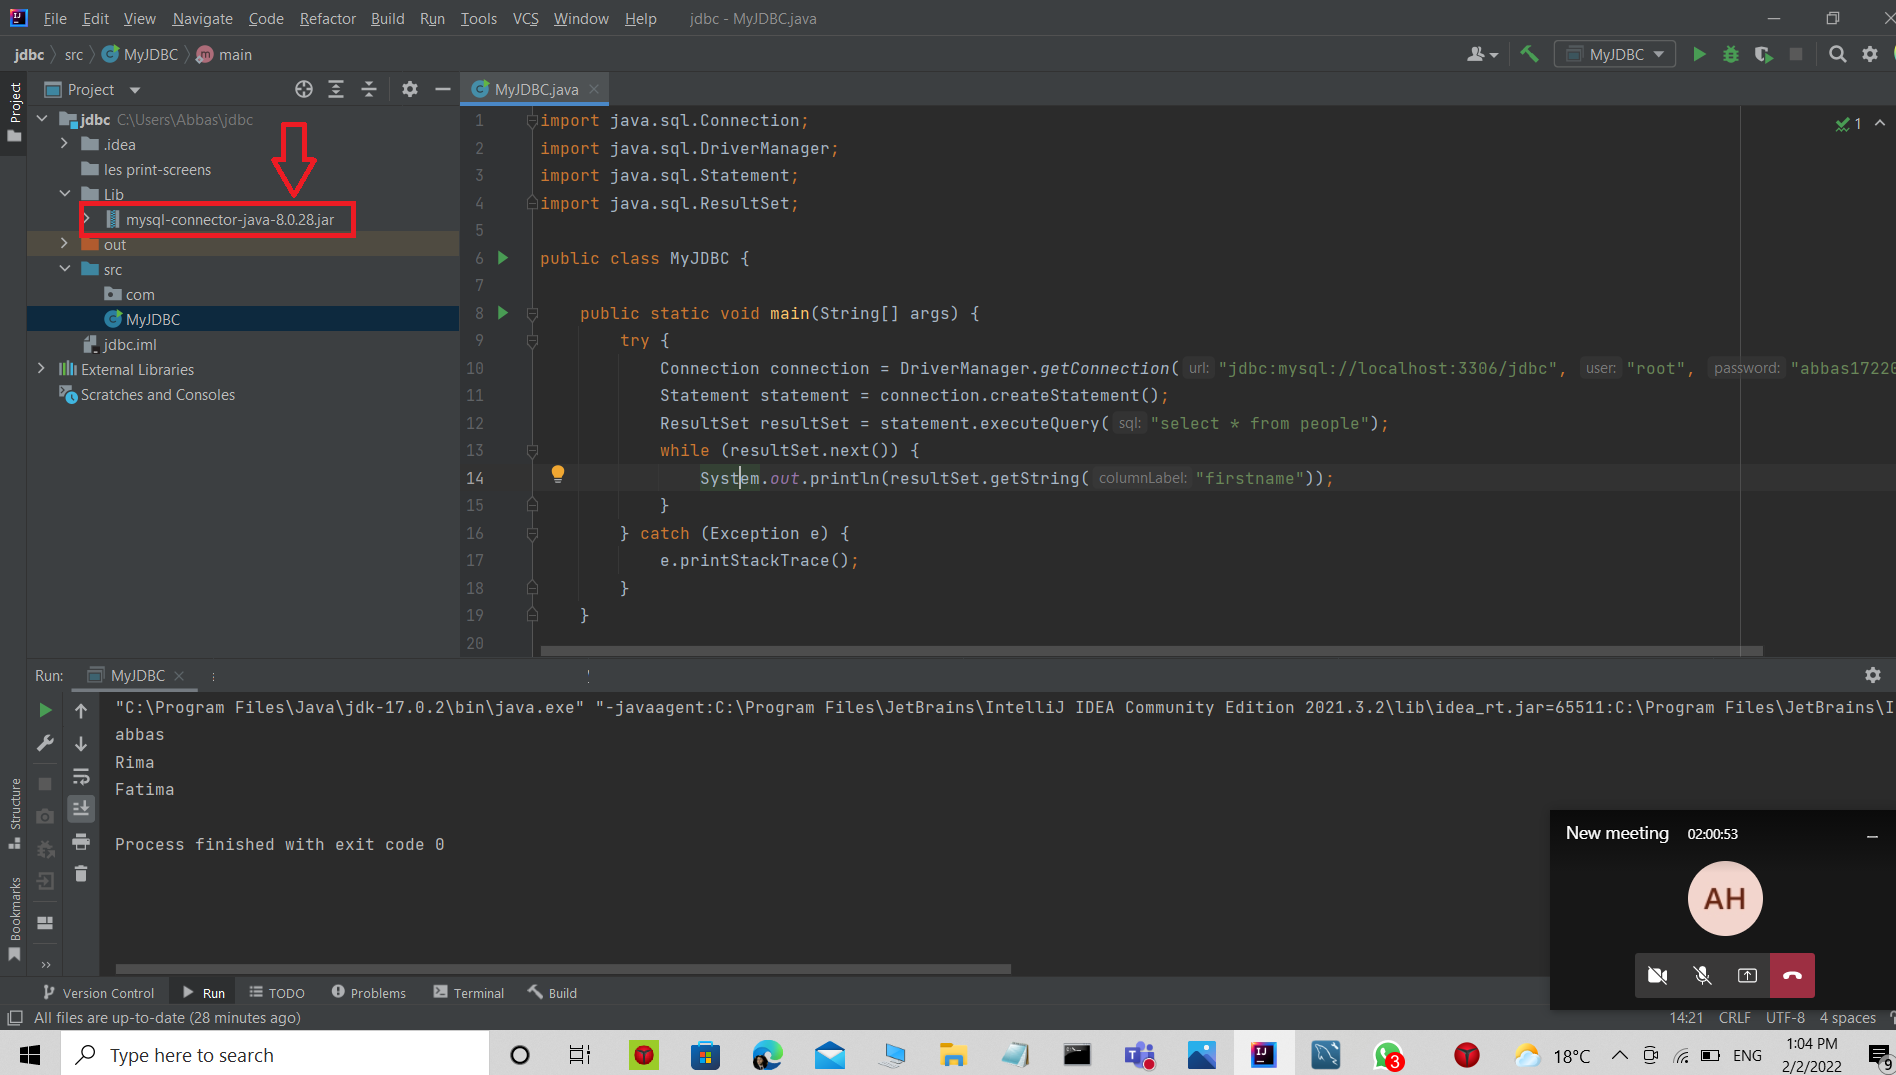 File Edit View Navigate Code Refactor Build Run Tools VCS Window Help jdbc - MyJDBC.java
jdbc src MyJDBC main
MyJDBC
Project
MyJDBC.java
Project
jdbc C:\Users\Abbas\jdbc
.idea
les print-screens
Lib
mysql-connector-java-8.0.28.jar
out
src
com
MyJDBC
jdbc.iml
External Libraries
Scratches and Consoles
1
1 import java.sql.Connection;
2 import java.sql.DriverManager;
3 import java.sql.Statement;
4 import java.sql.ResultSet;
5
6 public class MyJDBC {
7
8 public static void main(String[] args) {
9 try {
10 Connection connection = DriverManager.getConnection( url: "jdbc:mysql://localhost:3306/jdbc", user: "root", password: "abbas17220
11 Statement statement = connection.createStatement();
12 ResultSet resultSet = statement.executeQuery( sql: "select * from people");
13 while (resultSet.next()) {
14 System.out.println(resultSet.getString( columnLabel: "firstname"));
15 }
16 } catch (Exception e) {
17 e.printStackTrace();
18 }
19 }
20
Run: MyJDBC
"C:\Program Files\Java\jdk-17.0.2\bin\java.exe" "-javaagent:C:\Program Files\JetBrains\IntelliJ IDEA Community Edition 2021.3.2\lib\idea_rt.jar=65511:C:\Program Files\JetBrains\I
abbas
Rima
Fatima
Process finished with exit code 0
Structure
Bookmarks
New meeting 02:00:53
AH
Version Control Run TODO Problems Terminal Build
All files are up-to-date (28 minutes ago)
14:21 CRLF UTF-8 4 spaces
Type here to search
3
18°C
ENG
1:04 PM
2/2/2022
9